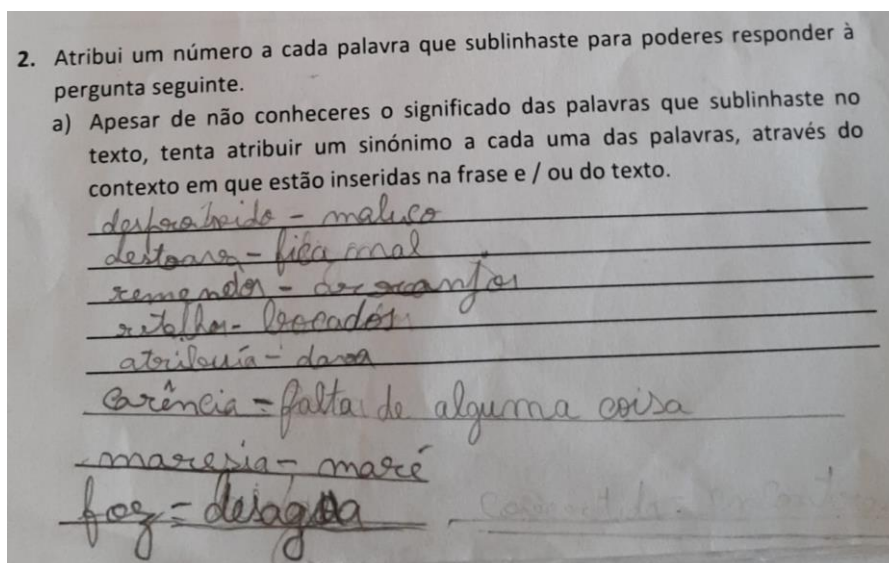 2. Atribui um número a cada palavra que sublinhaste para poderes responder à
pergunta seguinte.
a) Apesar de não conheceres o significado das palavras que sublinhaste no
texto, tenta atribuir um sinónimo a cada uma das palavras, através do
contexto em que estão inseridas na frase e / ou do texto.
- maluco
destoava - fica mal
remendos - arranjos
retalhos - bocados
atribuía - dava
Carência = falta de alguma coisa
maresia - maré
foz = deságua